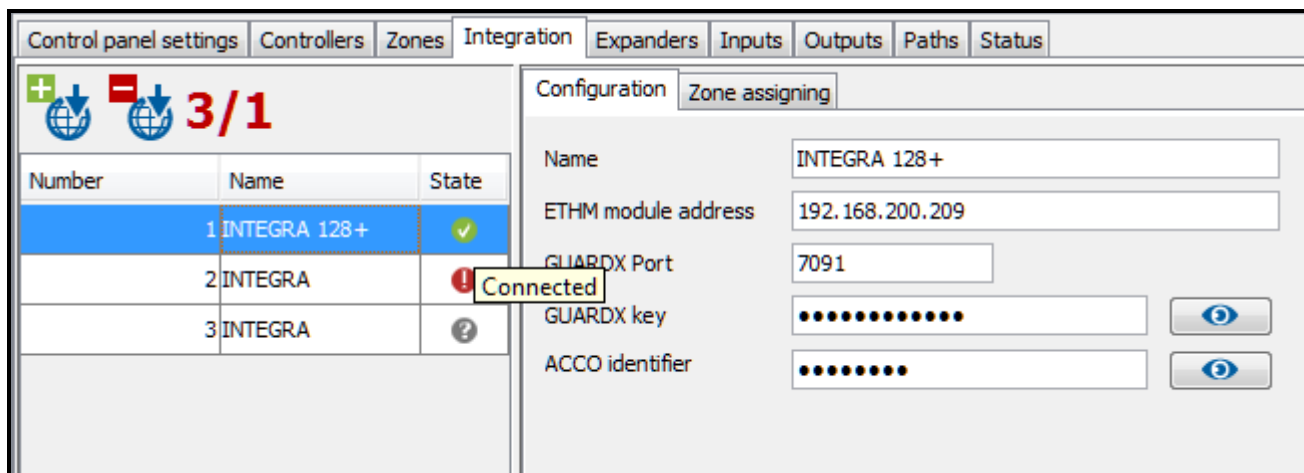 Control panel settings Controllers Zones Integration Expanders Inputs Outputs Paths Status
3/1
Number Name State
1 INTEGRA 128+
2 INTEGRA
3 INTEGRA
Connected
Configuration Zone assigning
Name INTEGRA 128+
ETHM module address 192.168.200.209
GUARDX Port 7091
GUARDX key ••••••••••••
ACCO identifier ••••••••